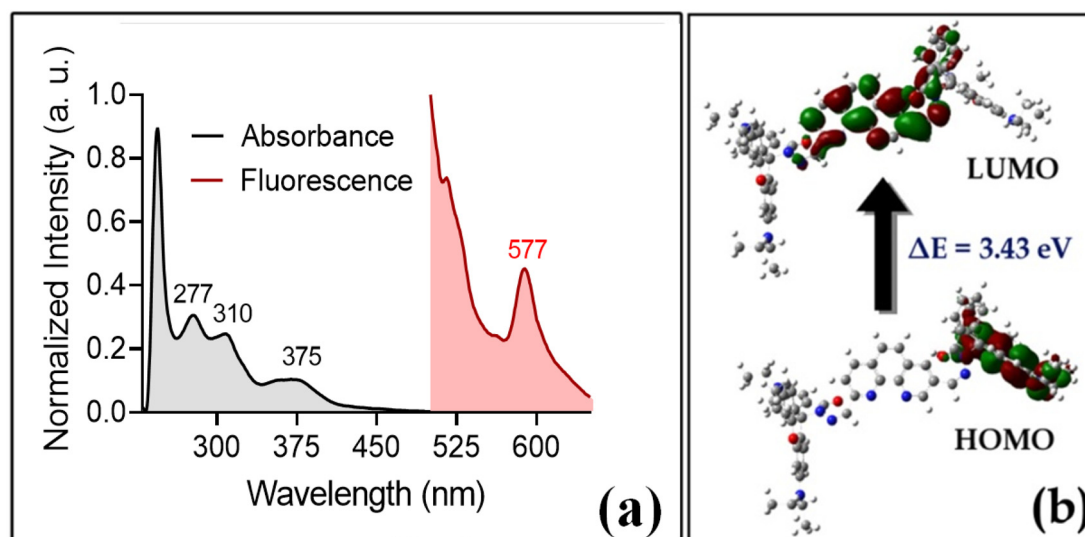 Normalized Intensity (a. u.)
1.0
0.8
0.6
0.4
0.2
0.0
Absorbance
Fluorescence
277
310
375
577
300
375
450
525
600
Wavelength (nm)
(a)
LUMO
ΔE = 3.43 eV
HOMO
(b)